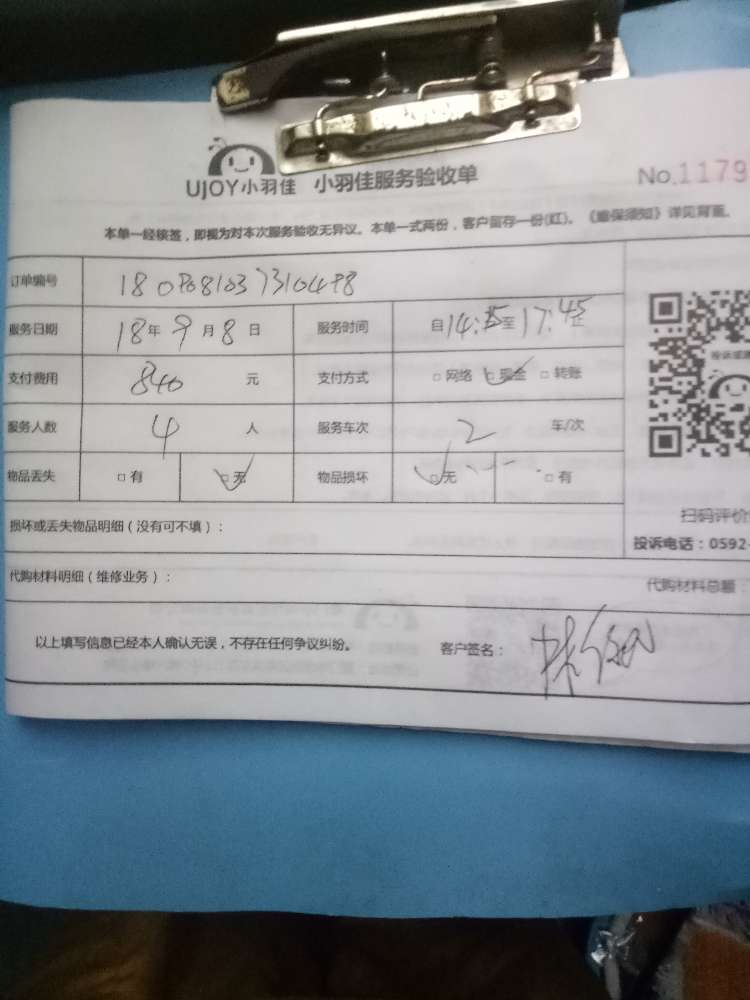 UJOY小羽佳 小羽佳服务验收单 No.1179
本单一经核签，即视为对本次服务验收无异议。本单一式两份，客户留存一份(红)。《维保须知》详见背面。
订单编号
服务日期 18年9月8日 服务时间 自14:15至17:45止
支付费用 840 元 支付方式 □网络 □现金 □转账
服务人数 4 人 服务车次 2 车/次
物品丢失 □有 □无 物品损坏 □无 □有
扫码评价
损坏或丢失物品明细（没有可不填）： 投诉电话：0592-
代购材料明细（维修业务）： 代购材料总额：
以上填写信息已经本人确认无误，不存在任何争议纠纷。 客户签名：